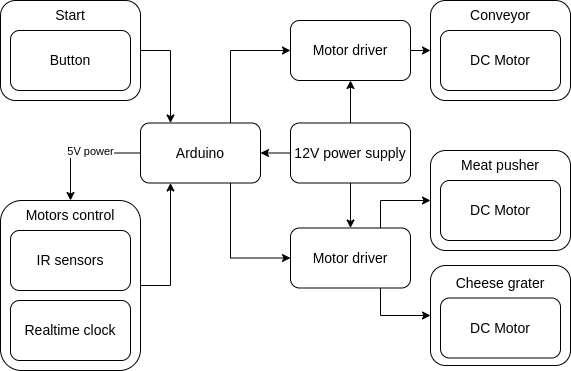 Start
Button
Motor driver
Conveyor
DC Motor
5V power
Arduino
12V power supply
Meat pusher
DC Motor
Motors control
IR sensors
Realtime clock
Motor driver
Cheese grater
DC Motor